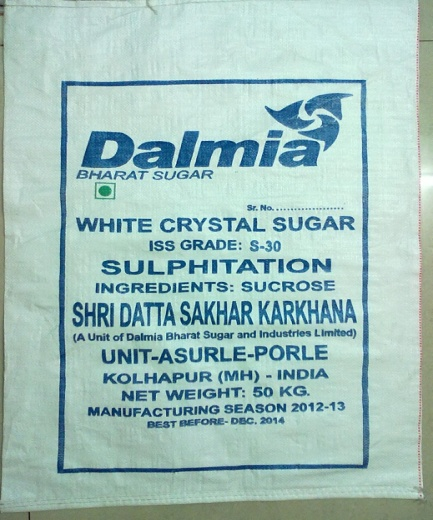 Dalmia
BHARAT SUGAR
Sr. No. ....................
WHITE CRYSTAL SUGAR
ISS GRADE: S-30
SULPHITATION
INGREDIENTS: SUCROSE
SHRI DATTA SAKHAR KARKHANA
(A Unit of Dalmia Bharat Sugar and Industries Limited)
UNIT-ASURLE-PORLE
KOLHAPUR (MH) - INDIA
NET WEIGHT: 50 KG.
MANUFACTURING SEASON 2012-13
BEST BEFORE- DEC. 2014